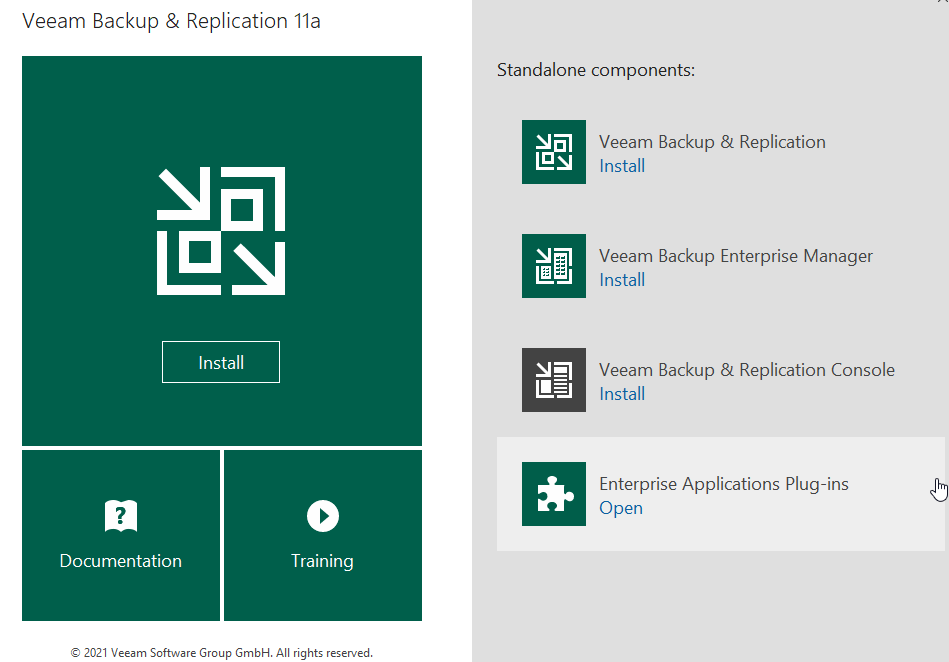 Veeam Backup & Replication 11a
Install
Documentation
Training
© 2021 Veeam Software Group GmbH. All rights reserved.
Standalone components:
Veeam Backup & Replication
Install
Veeam Backup Enterprise Manager
Install
Veeam Backup & Replication Console
Install
Enterprise Applications Plug-ins
Open